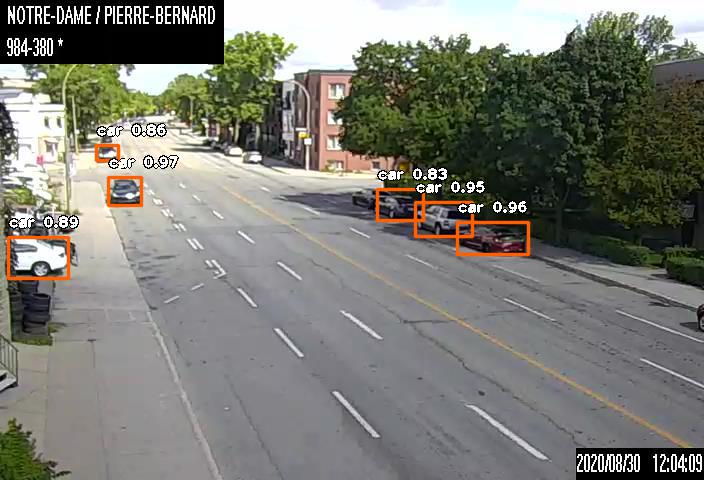 NOTRE-DAME / PIERRE-BERNARD
984-380 *
car 0.86
car 0.97
car 0.83
car 0.95
car 0.96
car 0.89
2020/08/30 12:04:09